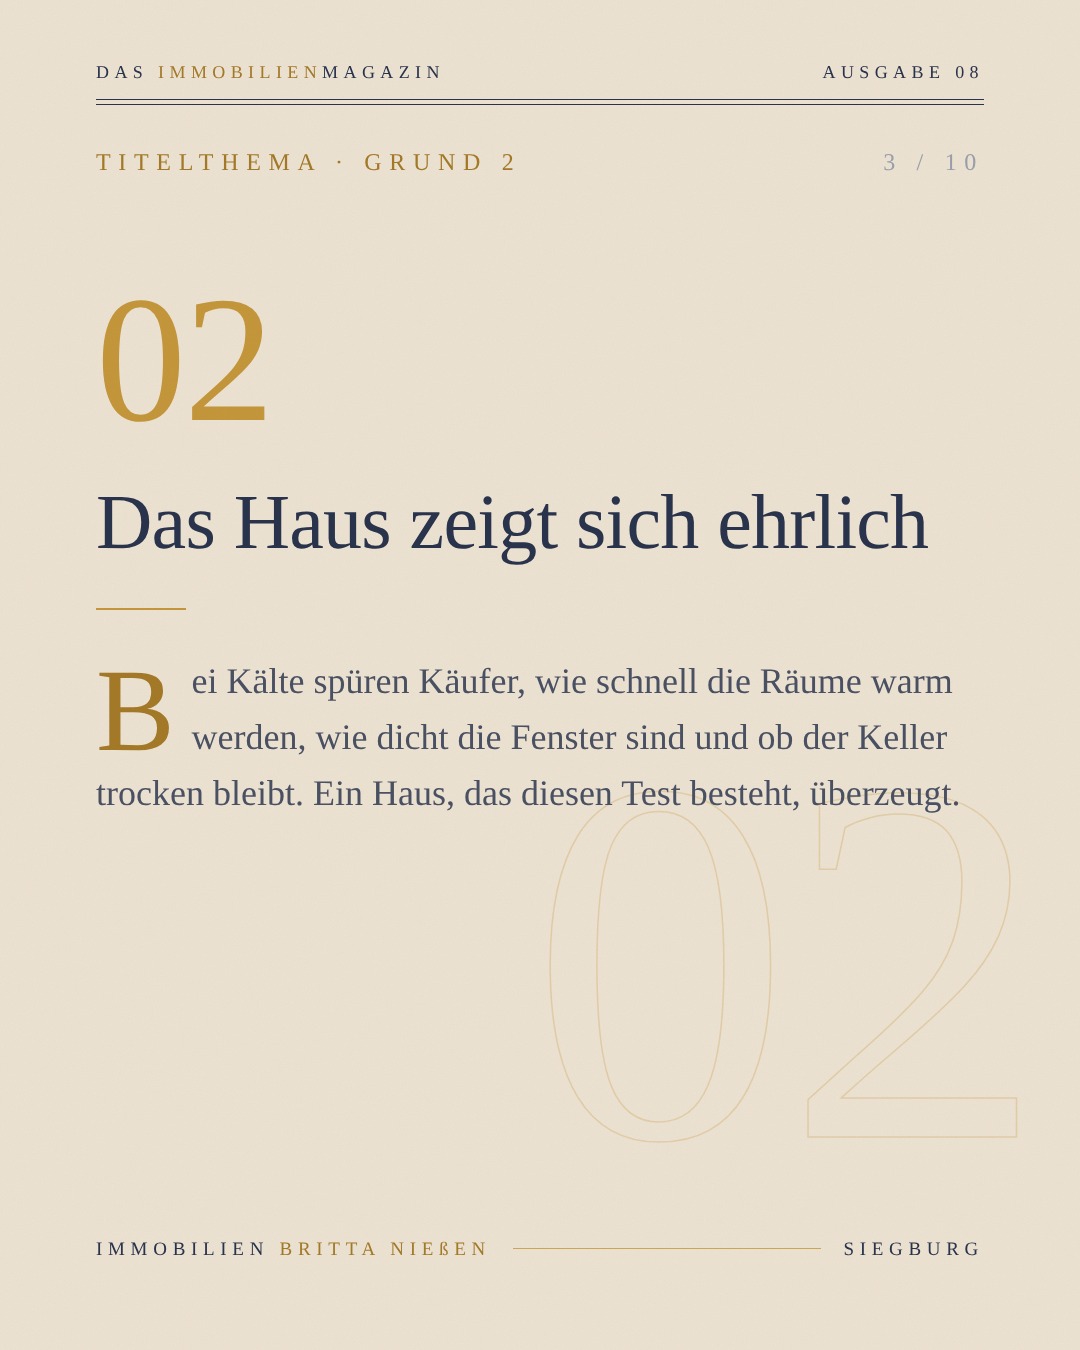 DAS IMMOBILIENMAGAZIN
AUSGABE 08
TITELTHEMA · GRUND 2
3 / 10
02
Das Haus zeigt sich ehrlich
Bei Kälte spüren Käufer, wie schnell die Räume warm
werden, wie dicht die Fenster sind und ob der Keller
trocken bleibt. Ein Haus, das diesen Test besteht, überzeugt.
02
IMMOBILIEN BRITTA NIEßEN
SIEGBURG